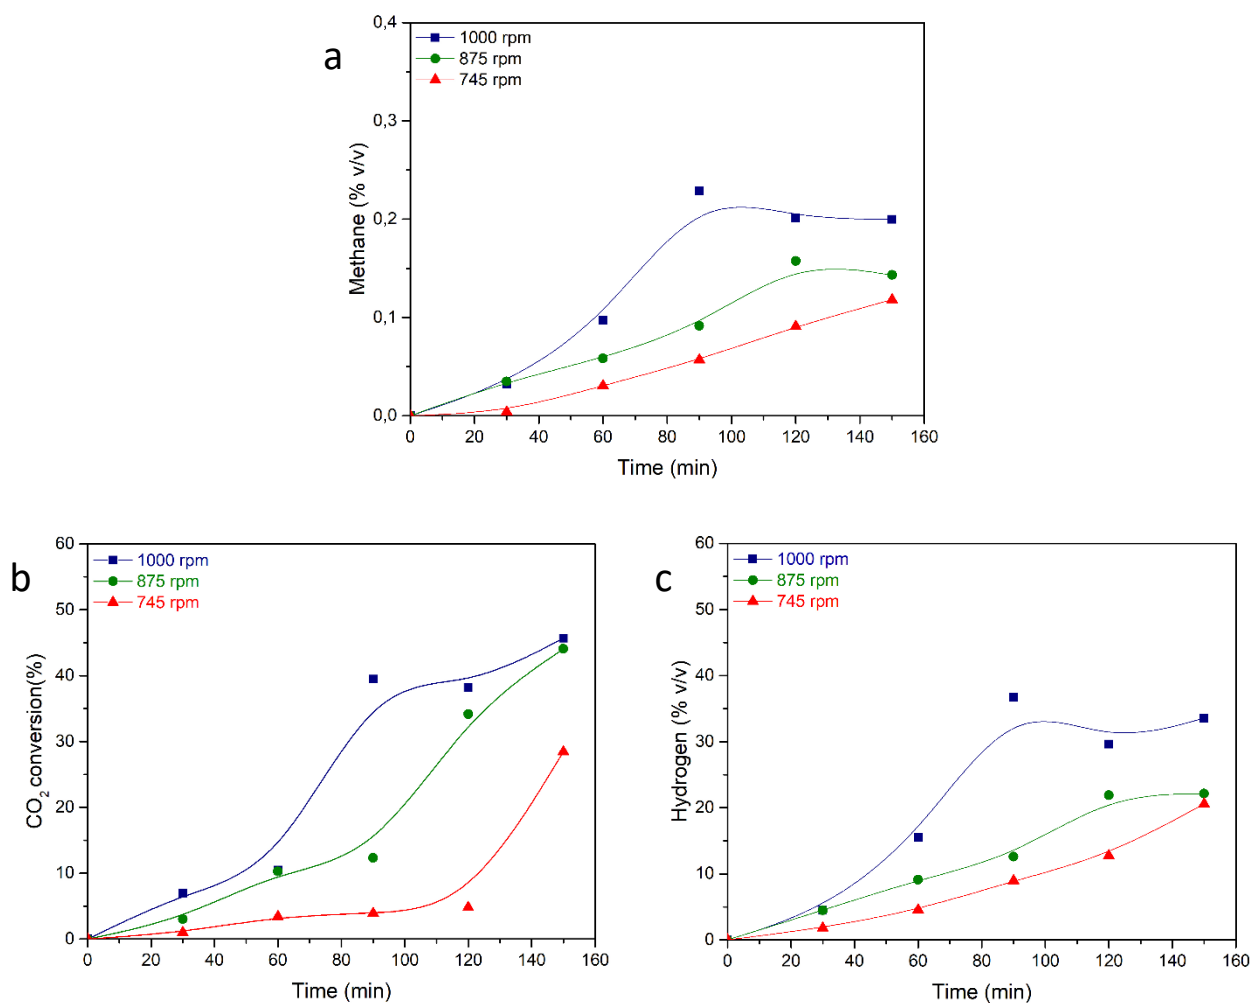 a
1000 rpm
875 rpm
745 rpm
0,4
0,3
0,2
0,1
0,0
Methane (% v/v)
0 20 40 60 80 100 120 140 160
Time (min)
b
1000 rpm
875 rpm
745 rpm
60
50
40
30
20
10
0
CO2 conversion(%)
0 20 40 60 80 100 120 140 160
Time (min)
c
1000 rpm
875 rpm
745 rpm
60
50
40
30
20
10
0
Hydrogen (% v/v)
0 20 40 60 80 100 120 140 160
Time (min)